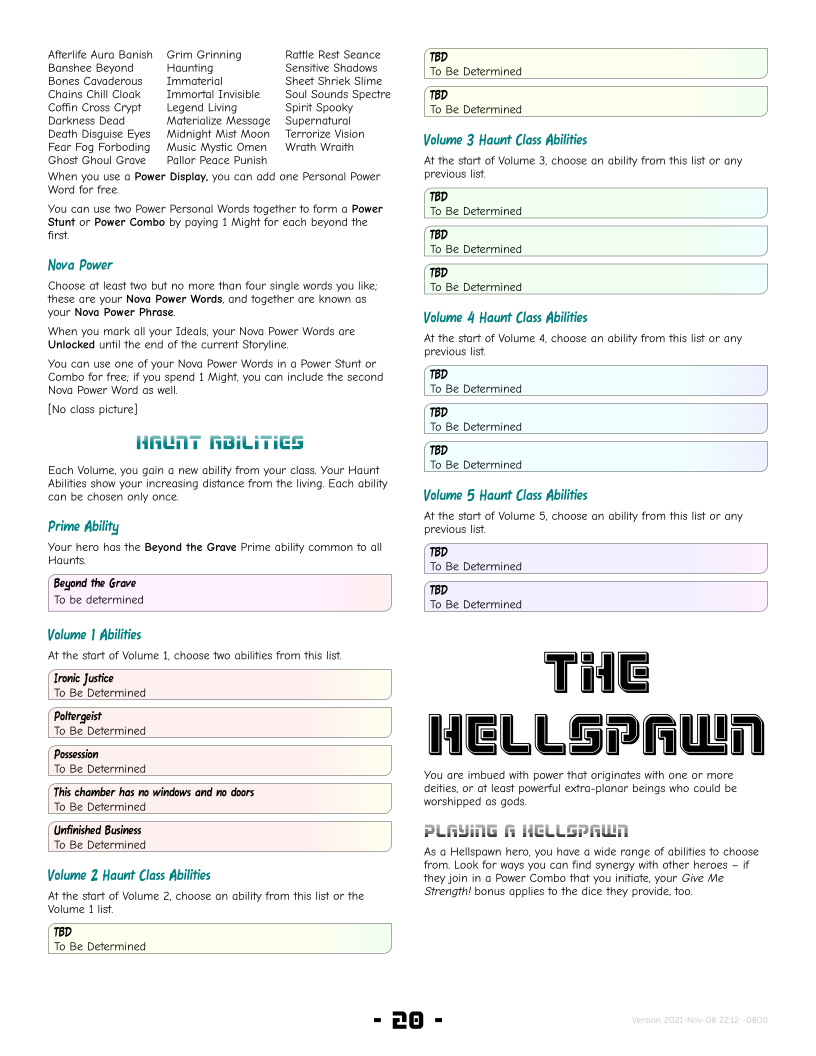 Afterlife Aura Banish
Banshee Beyond
Bones Cavaderous
Chains Chill Cloak
Coffin Cross Crypt
Darkness Dead
Death Disguise Eyes
Fear Fog Forboding
Ghost Ghoul Grave
Grim Grinning
Haunting
Immaterial
Immortal Invisible
Legend Living
Materialize Message
Midnight Mist Moon
Music Mystic Omen
Pallor Peace Punish
Rattle Rest Seance
Sensitive Shadows
Sheet Shriek Slime
Soul Sounds Spectre
Spirit Spooky
Supernatural
Terrorize Vision
Wrath Wraith
When you use a Power Display, you can add one Personal Power
Word for free.
You can use two Power Personal Words together to form a Power
Stunt or Power Combo by paying 1 Might for each beyond the
first.
Nova Power
Choose at least two but no more than four single words you like;
these are your Nova Power Words, and together are known as
your Nova Power Phrase.
When you mark all your Ideals, your Nova Power Words are
Unlocked until the end of the current Storyline.
You can use one of your Nova Power Words in a Power Stunt or
Combo for free; if you spend 1 Might, you can include the second
Nova Power Word as well.
[No class picture]
HAUNT ABILITIES
Each Volume, you gain a new ability from your class. Your Haunt
Abilities show your increasing distance from the living. Each ability
can be chosen only once.
Prime Ability
Your hero has the Beyond the Grave Prime ability common to all
Haunts.
Beyond the Grave
To be determined
Volume 1 Abilities
At the start of Volume 1, choose two abilities from this list.
Ironic Justice
To Be Determined
Poltergeist
To Be Determined
Possession
To Be Determined
This chamber has no windows and no doors
To Be Determined
Unfinished Business
To Be Determined
Volume 2 Haunt Class Abilities
At the start of Volume 2, choose an ability from this list or the
Volume 1 list.
TBD
To Be Determined
TBD
To Be Determined
TBD
To Be Determined
Volume 3 Haunt Class Abilities
At the start of Volume 3, choose an ability from this list or any
previous list.
TBD
To Be Determined
TBD
To Be Determined
TBD
To Be Determined
Volume 4 Haunt Class Abilities
At the start of Volume 4, choose an ability from this list or any
previous list.
TBD
To Be Determined
TBD
To Be Determined
TBD
To Be Determined
Volume 5 Haunt Class Abilities
At the start of Volume 5, choose an ability from this list or any
previous list.
TBD
To Be Determined
TBD
To Be Determined
THE
HELLSPAWN
You are imbued with power that originates with one or more
deities, or at least powerful extra-planar beings who could be
worshipped as gods.
PLAYING A HELLSPAWN
As a Hellspawn hero, you have a wide range of abilities to choose
from. Look for ways you can find synergy with other heroes – if
they join in a Power Combo that you initiate, your Give Me
Strength! bonus applies to the dice they provide, too.
- 20 -
Version 2021-Nov-08 22:12 -0800